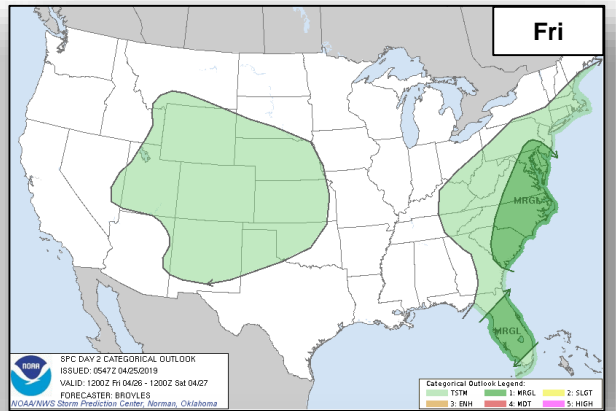 Fri
MRGL
MRGL
NOAA
SPC DAY 2 CATEGORICAL OUTLOOK
ISSUED: 0547Z 04/25/2019
VALID: 1200Z Fri 04/26 - 1200Z Sat 04/27
FORECASTER: BROYLES
NOAA/NWS Storm Prediction Center, Norman, Oklahoma
Categorical Outlook Legend:
TSTM 1: MRGL 2: SLGT
3: ENH 4: MDT 5: HIGH